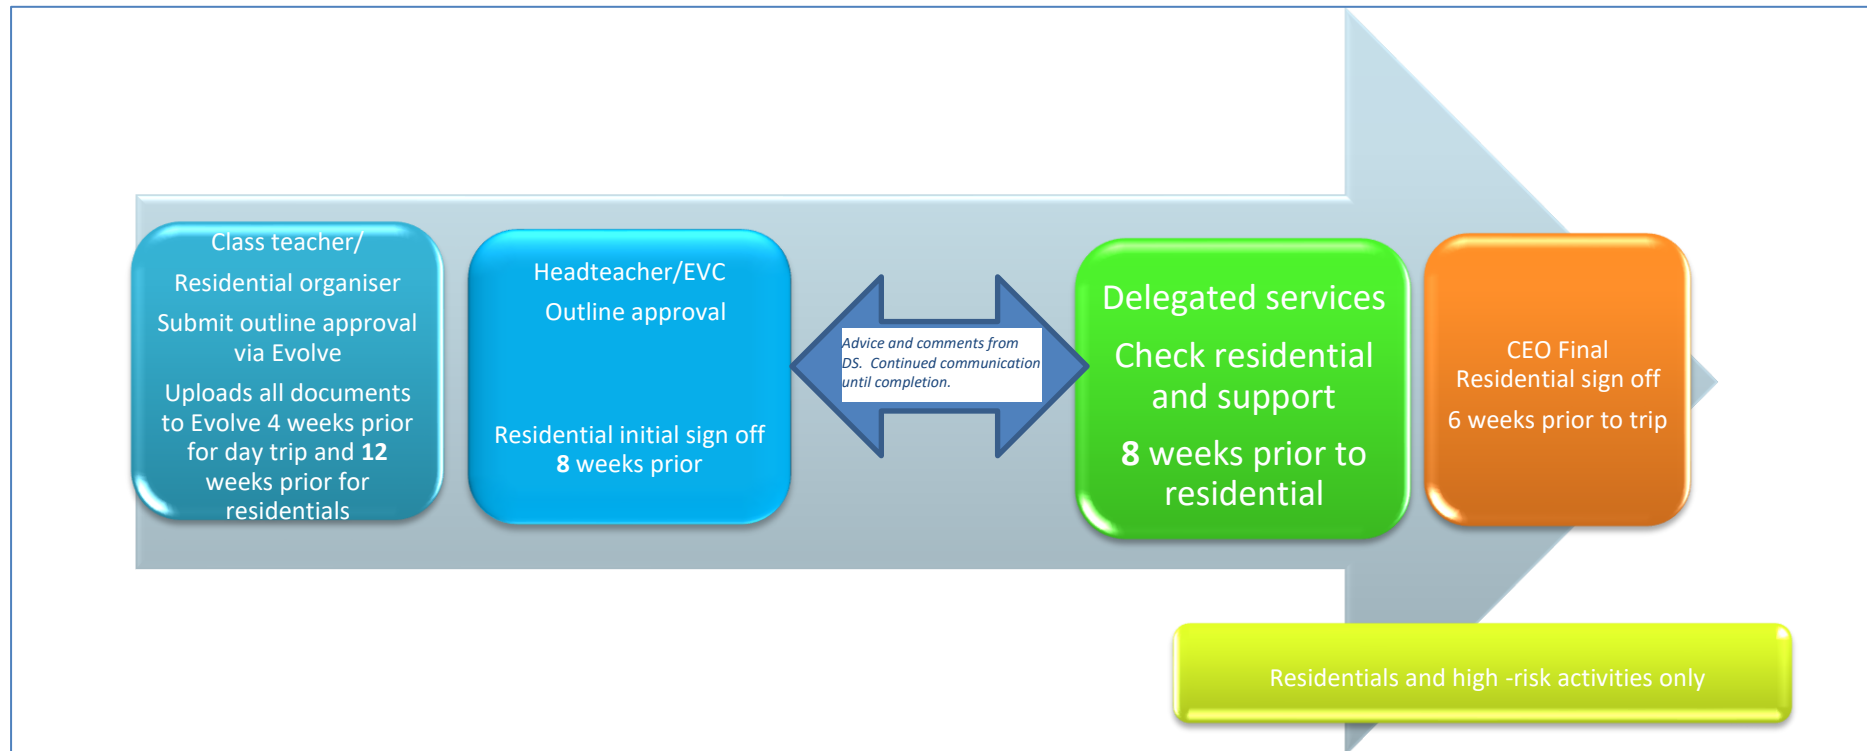 Class teacher/
Residential organiser
Submit outline approval
via Evolve
Uploads all documents
to Evolve 4 weeks prior
for day trip and 12
weeks prior for
residentials
Headteacher/EVC
Outline approval
Residential initial sign off
8 weeks prior
Advice and comments from
DS.  Continued communication
until completion.
Delegated services
Check residential
and support
8 weeks prior to
residential
CEO Final
Residential sign off
6 weeks prior to trip
Residentials and high -risk activities only